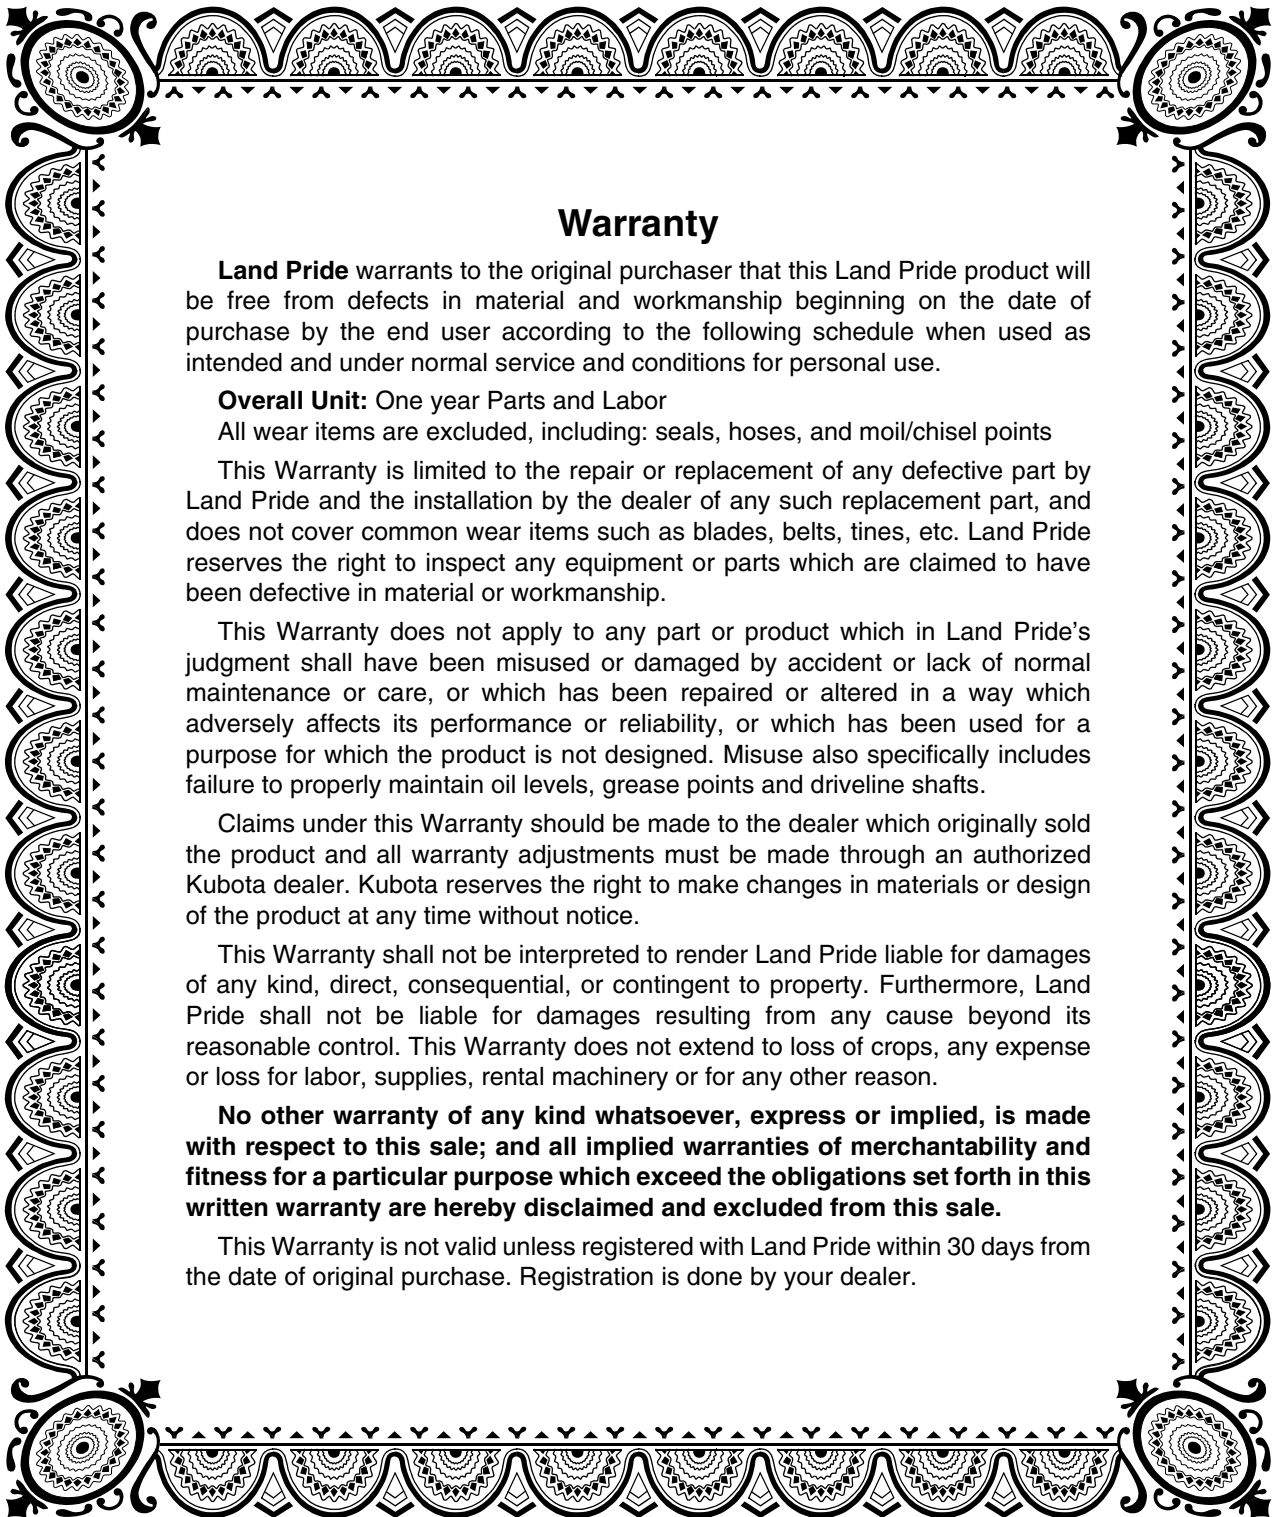 Warranty
Land Pride warrants to the original purchaser that this Land Pride product will
be free from defects in material and workmanship beginning on the date of
purchase by the end user according to the following schedule when used as
intended and under normal service and conditions for personal use.
Overall Unit: One year Parts and Labor
All wear items are excluded, including: seals, hoses, and moil/chisel points
This Warranty is limited to the repair or replacement of any defective part by
Land Pride and the installation by the dealer of any such replacement part, and
does not cover common wear items such as blades, belts, tines, etc. Land Pride
reserves the right to inspect any equipment or parts which are claimed to have
been defective in material or workmanship.
This Warranty does not apply to any part or product which in Land Pride’s
judgment shall have been misused or damaged by accident or lack of normal
maintenance or care, or which has been repaired or altered in a way which
adversely affects its performance or reliability, or which has been used for a
purpose for which the product is not designed. Misuse also specifically includes
failure to properly maintain oil levels, grease points and driveline shafts.
Claims under this Warranty should be made to the dealer which originally sold
the product and all warranty adjustments must be made through an authorized
Kubota dealer. Kubota reserves the right to make changes in materials or design
of the product at any time without notice.
This Warranty shall not be interpreted to render Land Pride liable for damages
of any kind, direct, consequential, or contingent to property. Furthermore, Land
Pride shall not be liable for damages resulting from any cause beyond its
reasonable control. This Warranty does not extend to loss of crops, any expense
or loss for labor, supplies, rental machinery or for any other reason.
No other warranty of any kind whatsoever, express or implied, is made
with respect to this sale; and all implied warranties of merchantability and
fitness for a particular purpose which exceed the obligations set forth in this
written warranty are hereby disclaimed and excluded from this sale.
This Warranty is not valid unless registered with Land Pride within 30 days from
the date of original purchase. Registration is done by your dealer.